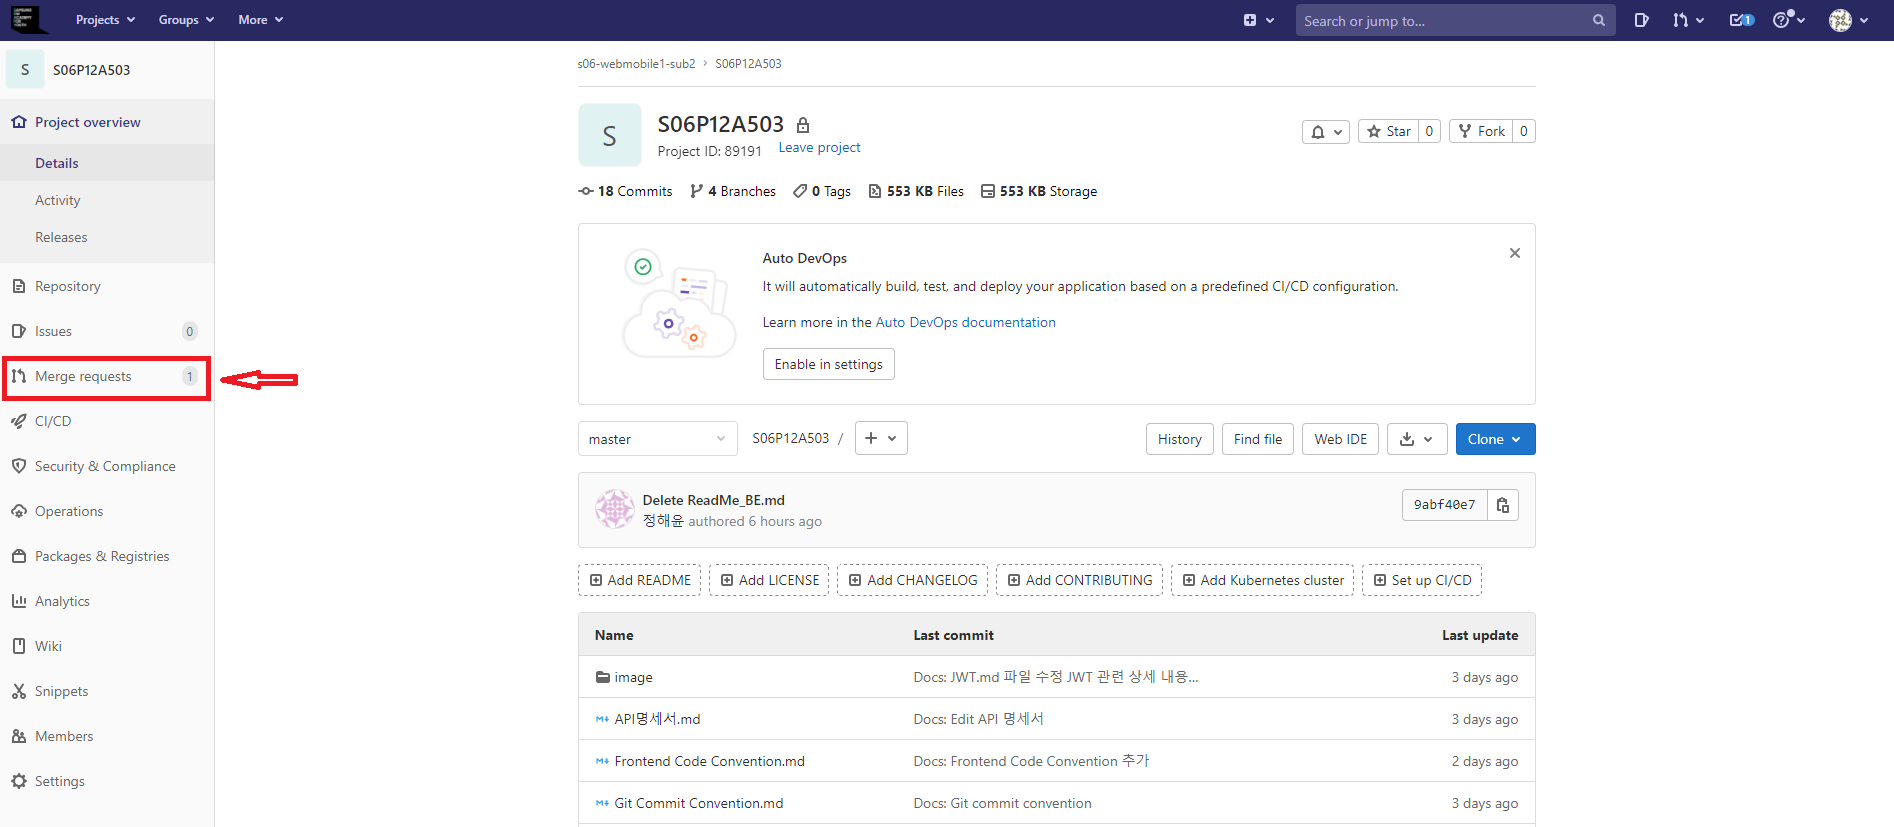 SAMSUNG
SW ACADEMY
FOR
YOUTH
Projects
Groups
More
Search or jump to...
1
S
S06P12A503
Project overview
Details
Activity
Releases
Repository
Issues 0
Merge requests 1
CI/CD
Security & Compliance
Operations
Packages & Registries
Analytics
Wiki
Snippets
Members
Settings
s06-webmobile1-sub2 › S06P12A503
S
S06P12A503
Project ID: 89191 Leave project
Star 0
Fork 0
18 Commits 4 Branches 0 Tags 553 KB Files 553 KB Storage
Auto DevOps
It will automatically build, test, and deploy your application based on a predefined CI/CD configuration.
Learn more in the Auto DevOps documentation
Enable in settings
master
S06P12A503 /
History
Find file
Web IDE
Clone
Delete ReadMe_BE.md
정해윤 authored 6 hours ago
9abf40e7
Add README
Add LICENSE
Add CHANGELOG
Add CONTRIBUTING
Add Kubernetes cluster
Set up CI/CD
Name Last commit Last update
image Docs: JWT.md 파일 수정 JWT 관련 상세 내용... 3 days ago
API명세서.md Docs: Edit API 명세서 3 days ago
Frontend Code Convention.md Docs: Frontend Code Convention 추가 2 days ago
Git Commit Convention.md Docs: Git commit convention 3 days ago